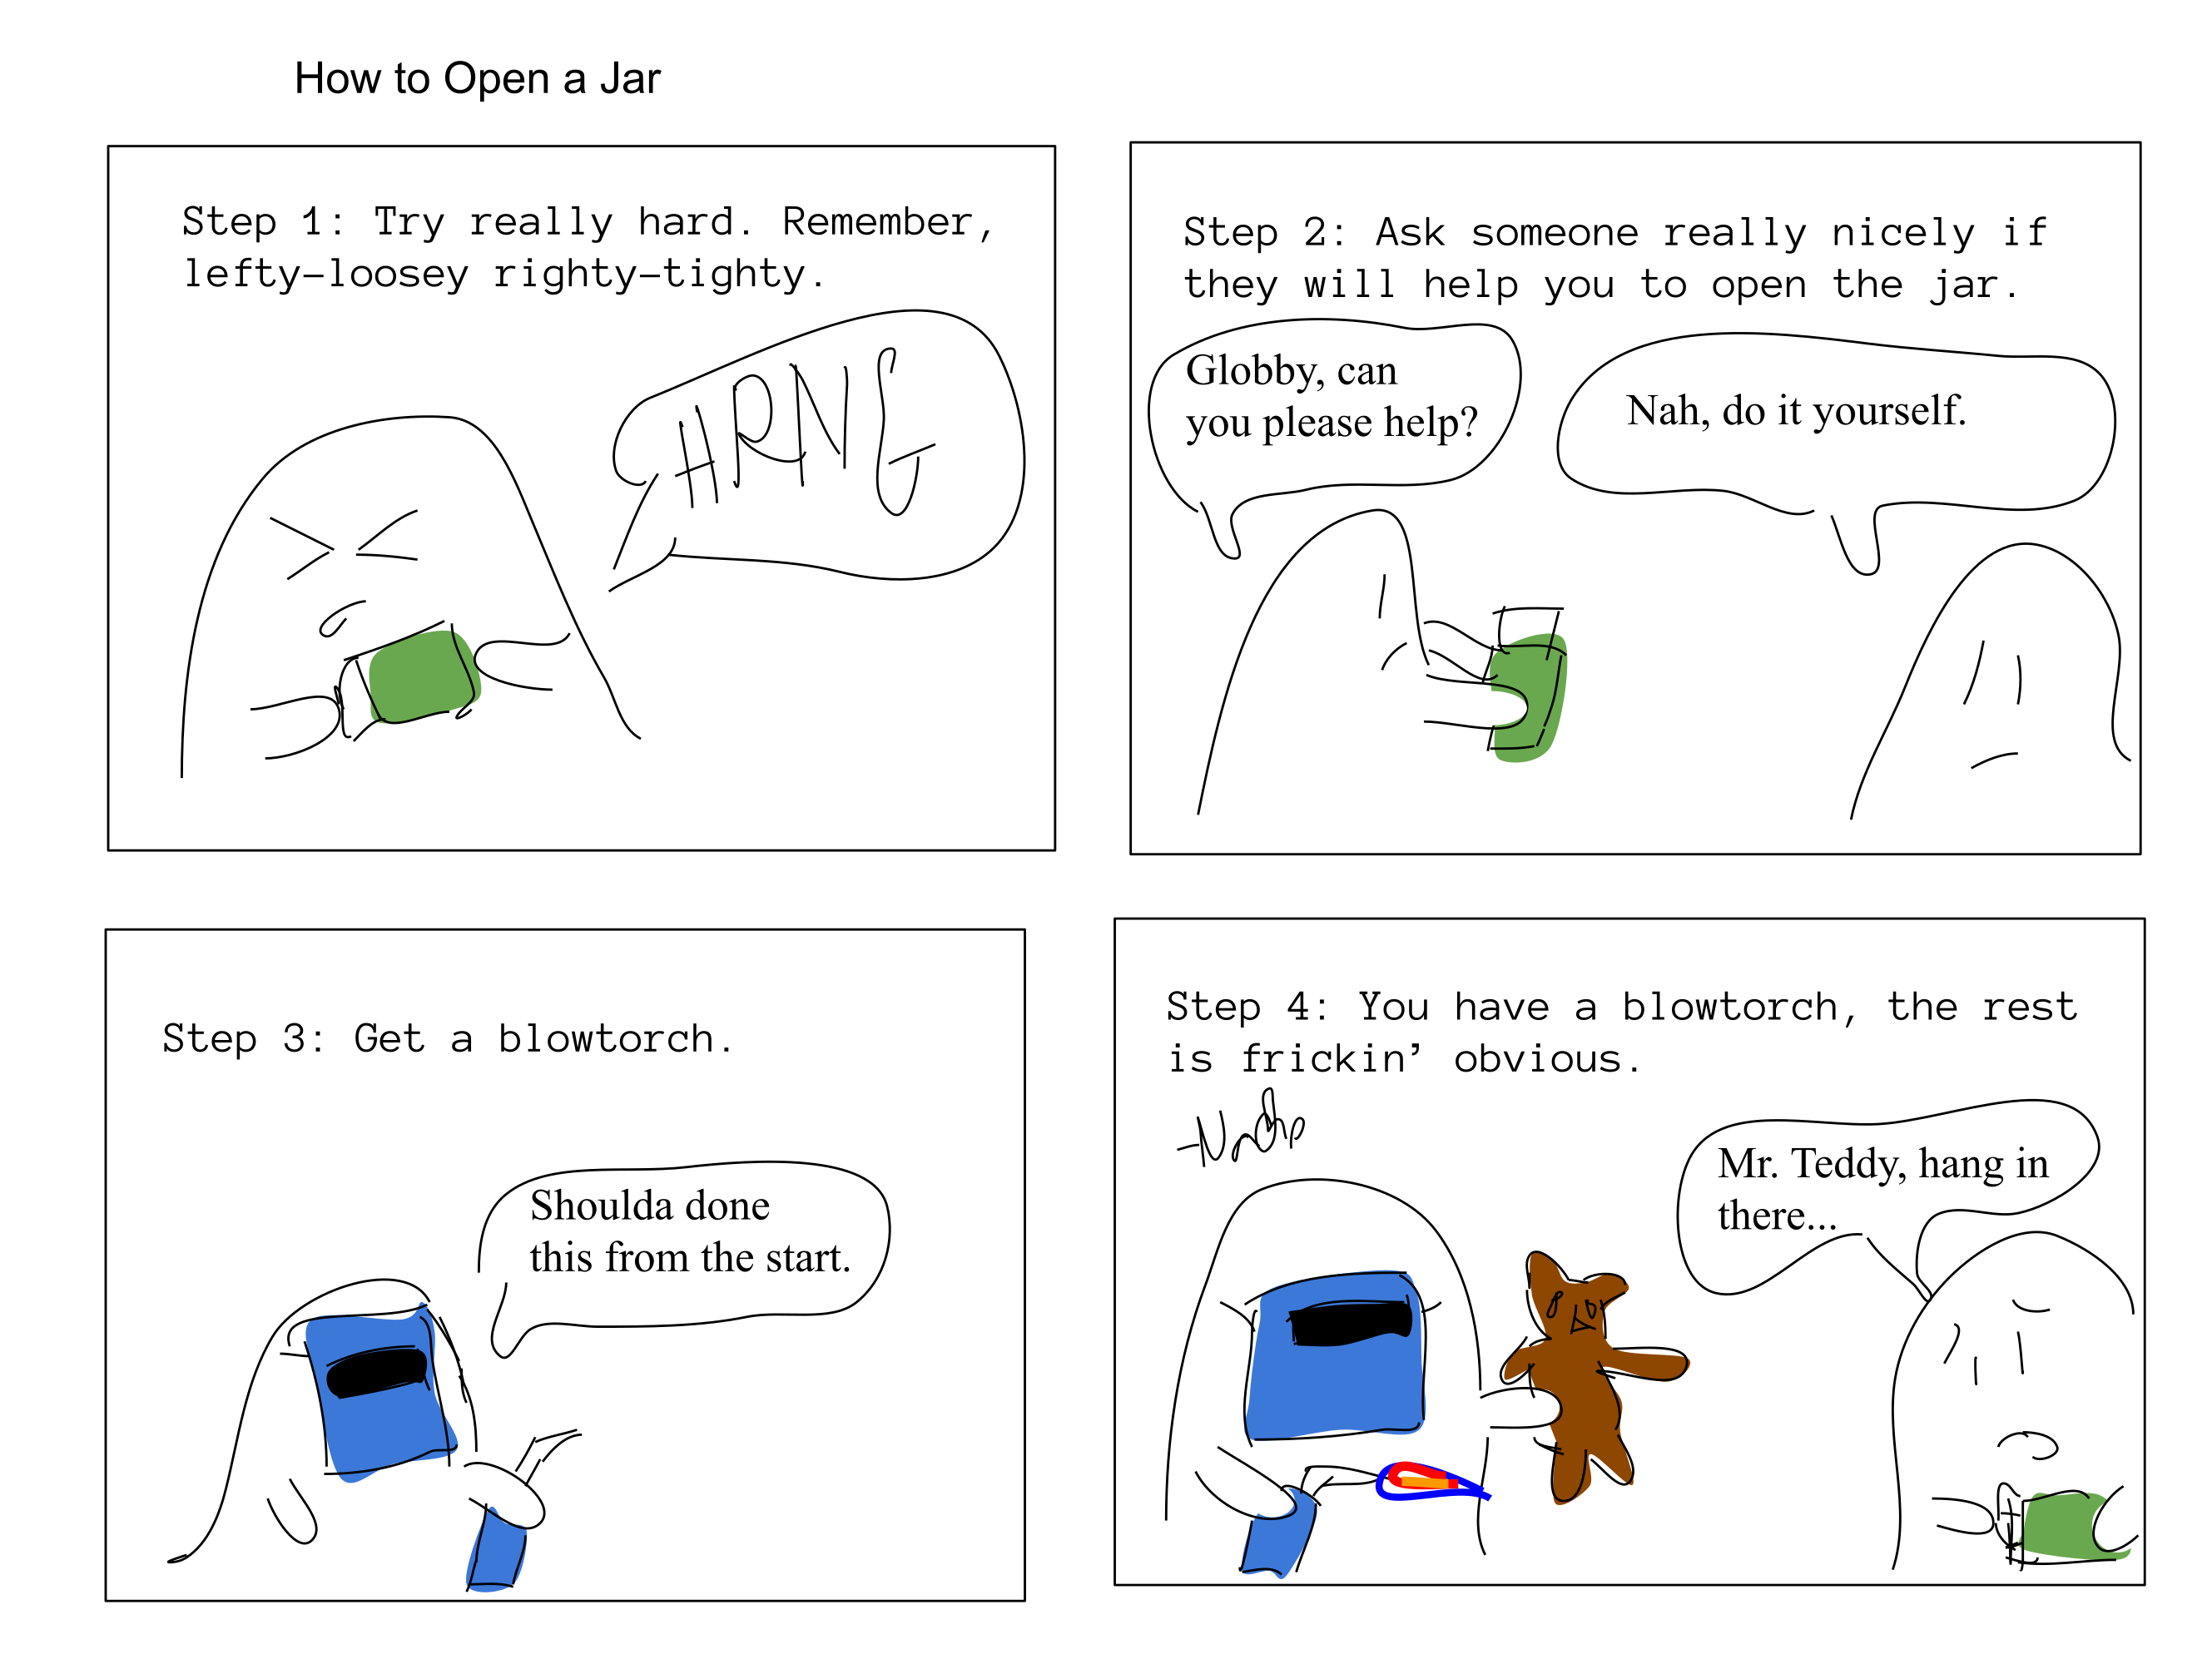 How to Open a Jar
Step 1: Try really hard. Remember,
lefty-loosey righty-tighty.
HRNG
Step 2: Ask someone really nicely if
they will help you to open the jar.
Globby, can
you please help?
Nah, do it yourself.
Step 3: Get a blowtorch.
Shoulda done
this from the start.
Step 4: You have a blowtorch, the rest
is frickin’ obvious.
Mr. Teddy, hang in
there...